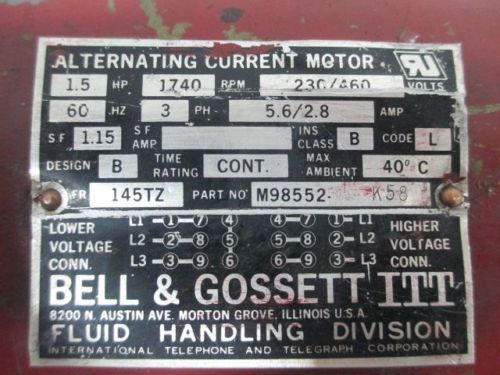 ALTERNATING CURRENT MOTOR RU
1.5 HP 1740 RPM 230/460 VOLTS
60 .HZ 3 PH 5.6/2.8 AMP
S F 1.15 S F AMP INS CLASS B CODE L
DESIGN B TIME RATING CONT. MAX AMBIENT 40° C
FR 145TZ PART NO M98552- K58
LOWER VOLTAGE CONN. L1 1 7 4 4 7 1 L1 HIGHER VOLTAGE CONN.
L2 2 8 5 5 8 2 L2
L3 3 9 6 6 9 3 L3
BELL & GOSSETT ITT
8200 N. AUSTIN AVE. MORTON GROVE, ILLINOIS U.S.A.
FLUID HANDLING DIVISION
INTERNATIONAL TELEPHONE AND TELEGRAPH CORPORATION